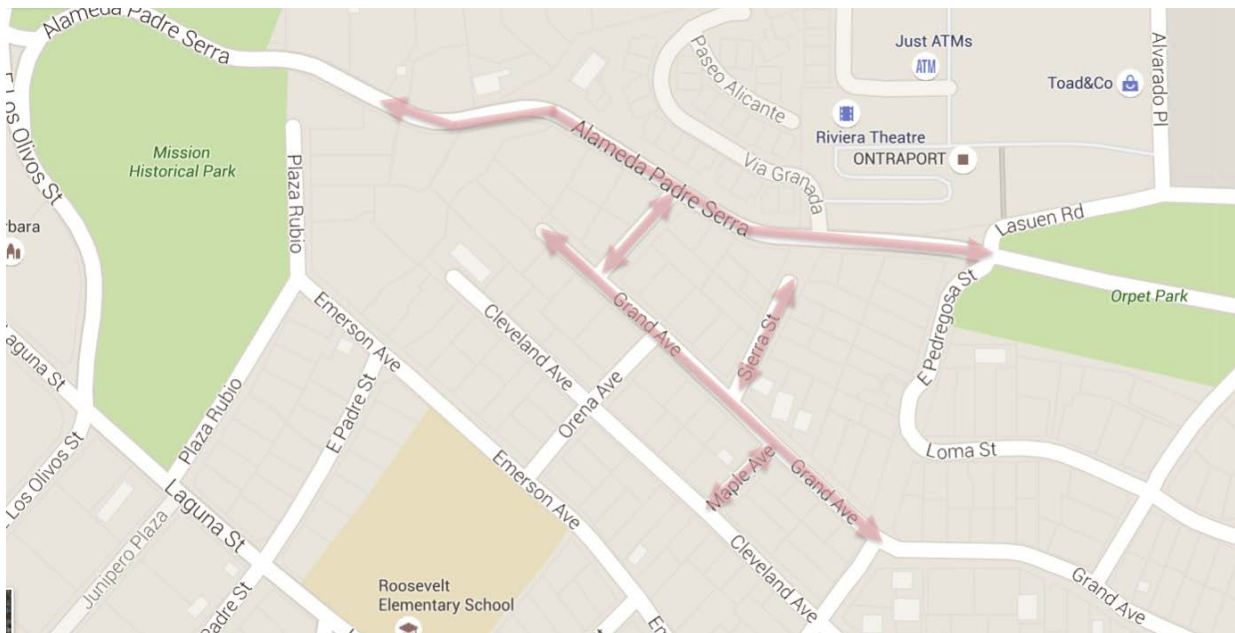 Alameda Padre Serra
Just ATMs
ATM
Paseo Alicante
Alvarado Pl
Toad&Co
E Los Olivos St
Riviera Theatre
ONTRAPORT
Mission
Historical Park
Plaza Rubio
Alameda Padre Serra
Via Granada
Lasuen Rd
Orpet Park
E Pedregosa St
Emerson Ave
Cleveland Ave
Grand Ave
Sierra St
Laguna St
Plaza Rubio
E Padre St
Orena Ave
Loma St
Los Olivos St
Laguna St
Emerson Ave
Maple Ave
Grand Ave
Junipero Plaza
Cleveland Ave
Grand Ave
Padre St
Roosevelt
Elementary School